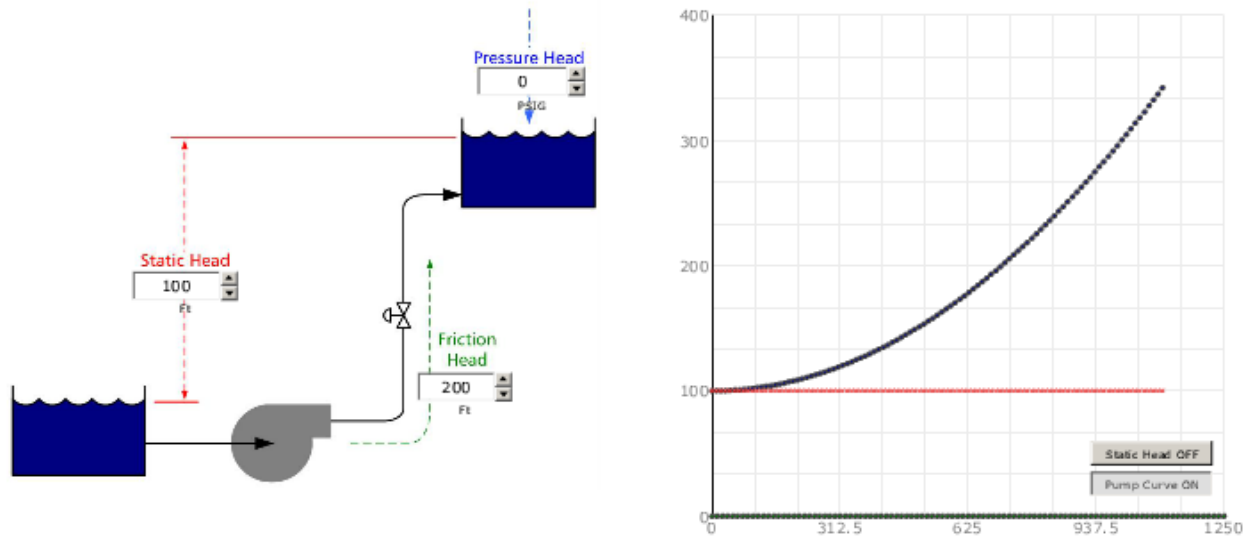 Pressure Head
0
PSIG
Static Head
100
Ft
Friction
Head
200
Ft
400
300
200
100
0
0
312.5
625
937.5
1250
Static Head OFF
Pump Curve ON